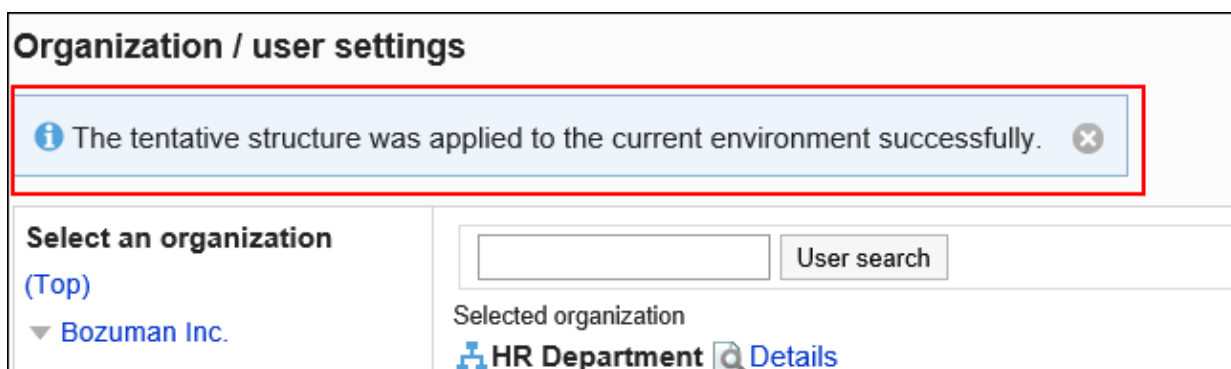 Organization / user settings
The tentative structure was applied to the current environment successfully.
Select an organization
(Top)
Bozuman Inc.
User search
Selected organization
HR Department Details